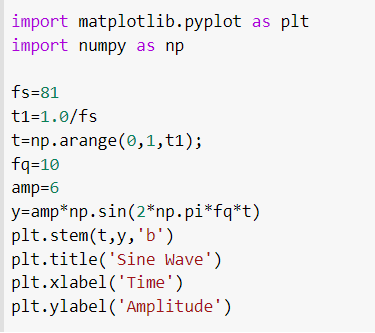 import matplotlib.pyplot as plt
import numpy as np
fs=81
t1=1.0/fs
t=np.arange(0,1,t1);
fq=10
amp=6
y=amp*np.sin(2*np.pi*fq*t)
plt.stem(t,y,'b')
plt.title('Sine Wave')
plt.xlabel('Time')
plt.ylabel('Amplitude')